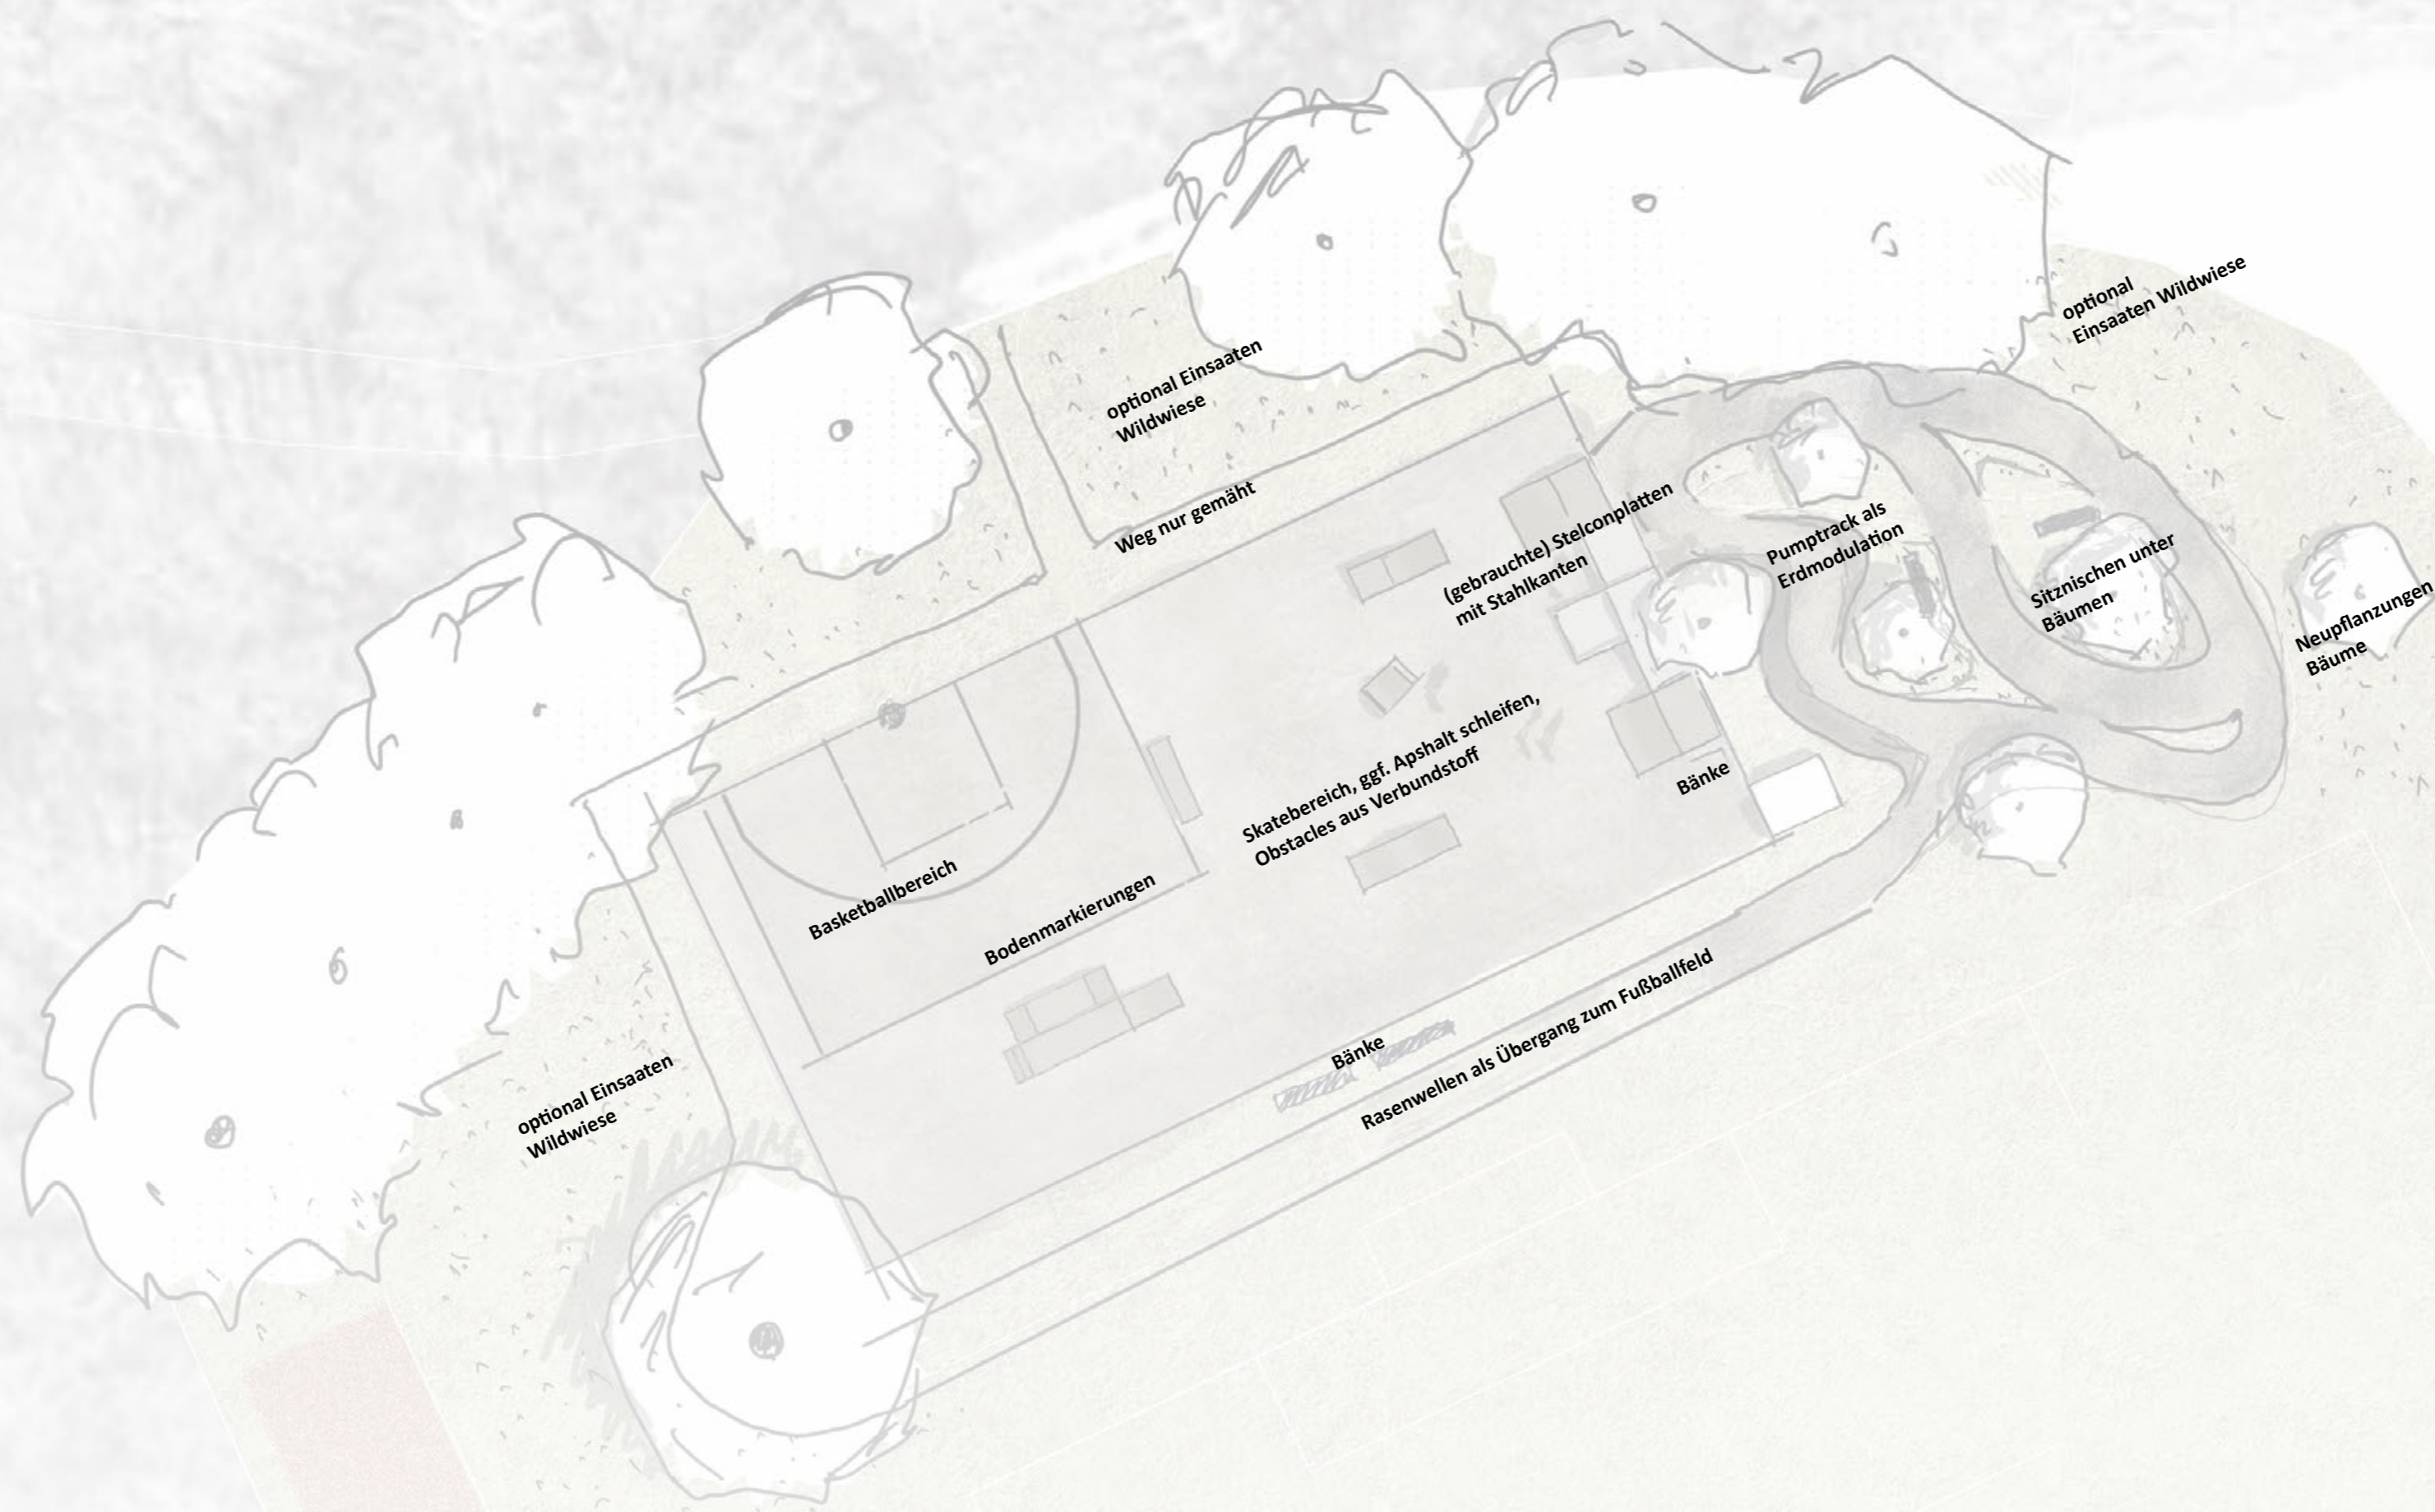 optional
Einsaaten Wildwiese
optional Einsaaten
Wildwiese
Weg nur gemäht
(gebrauchte) Stelconplatten
mit Stahlkanten
Pumptrack als
Erdmodulation
Sitznischen unter
Bäumen
Neupflanzungen
Bäume
Skatebereich, ggf. Apshalt schleifen,
Obstacles aus Verbundstoff
Bänke
Basketballbereich
Bodenmarkierungen
Bänke
Rasenwellen als Übergang zum Fußballfeld
optional Einsaaten
Wildwiese